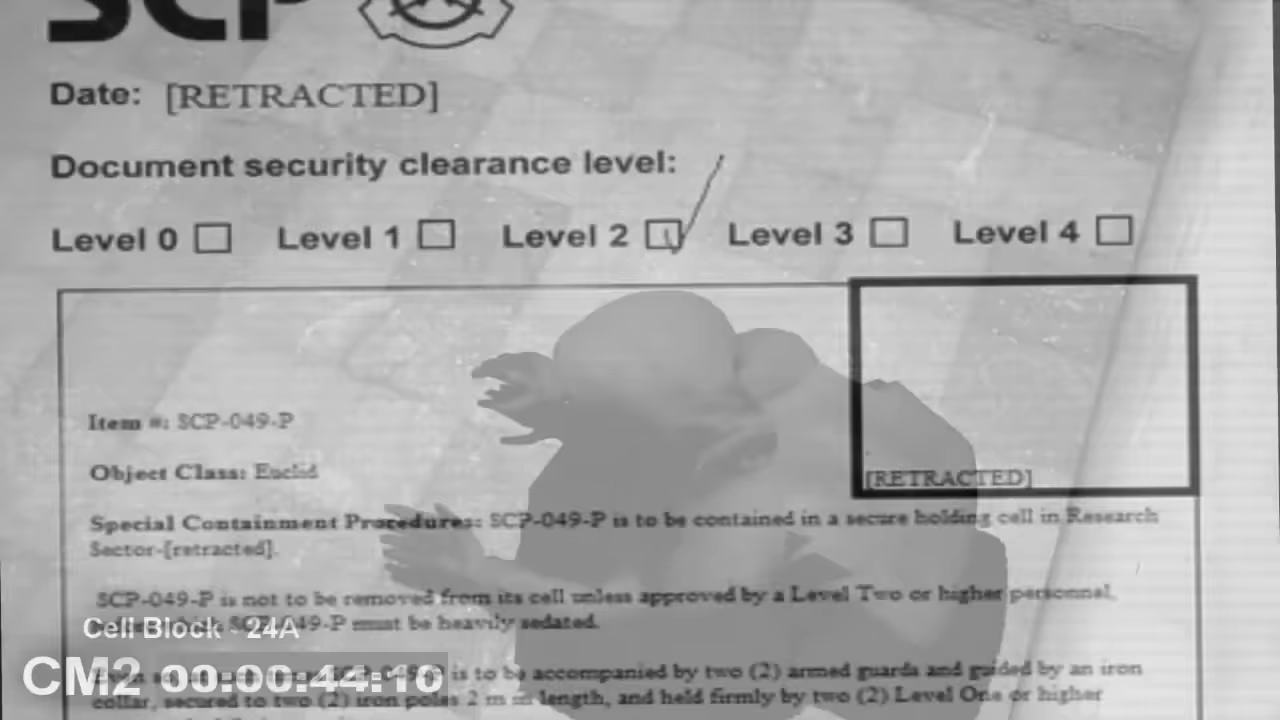 SCP
Date: [RETRACTED]
Document security clearance level:
Level 0 Level 1 Level 2 Level 3 Level 4
Item #: SCP-049-P
Object Class: Euclid
[RETRACTED]
Special Containment Procedures: SCP-049-P is to be contained in a secure holding cell in Research
Sector-[retracted].
SCP-049-P is not to be removed from its cell unless approved by a Level Two or higher personnel,
SCP-049-P must be heavily sedated.
Cell Block - 24A
is to be accompanied by two (2) armed guards and guided by an iron
CM2 00:00:44:16
collar, secured to two (2) iron poles 2 m in length, and held firmly by two (2) Level One or higher